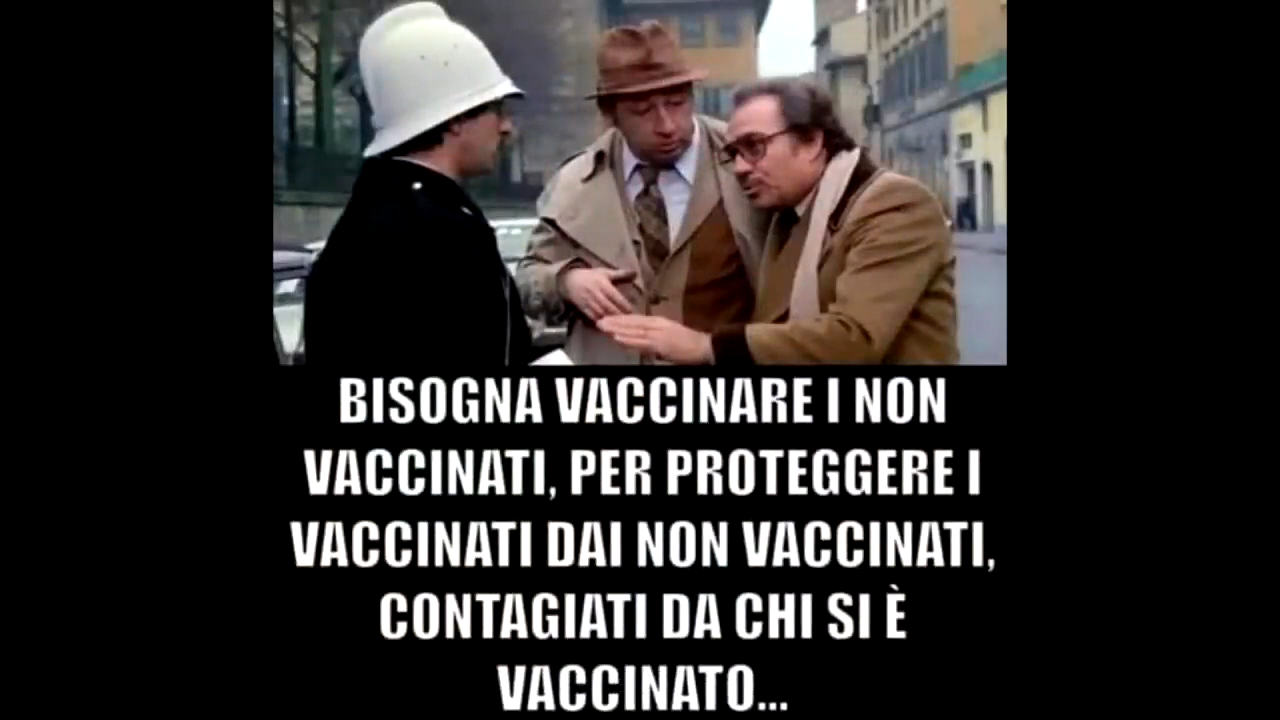 BISOGNA VACCINARE I NON
VACCINATI, PER PROTEGGERE I
VACCINATI DAI NON VACCINATI,
CONTAGIATI DA CHI SI È
VACCINATO...